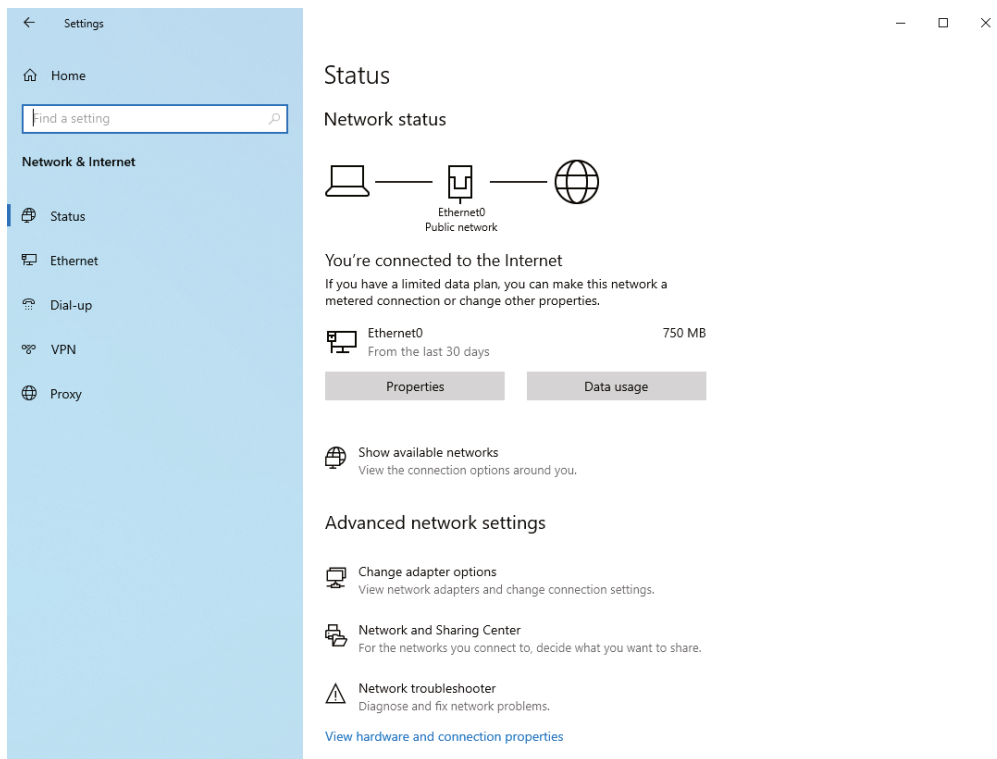 Settings
Home
Find a setting
Network & Internet
Status
Ethernet
Dial-up
VPN
Proxy
Status
Network status
Ethernet0
Public network
You're connected to the Internet
If you have a limited data plan, you can make this network a
metered connection or change other properties.
Ethernet0
750 MB
From the last 30 days
Properties
Data usage
Show available networks
View the connection options around you.
Advanced network settings
Change adapter options
View network adapters and change connection settings.
Network and Sharing Center
For the networks you connect to, decide what you want to share.
Network troubleshooter
Diagnose and fix network problems.
View hardware and connection properties